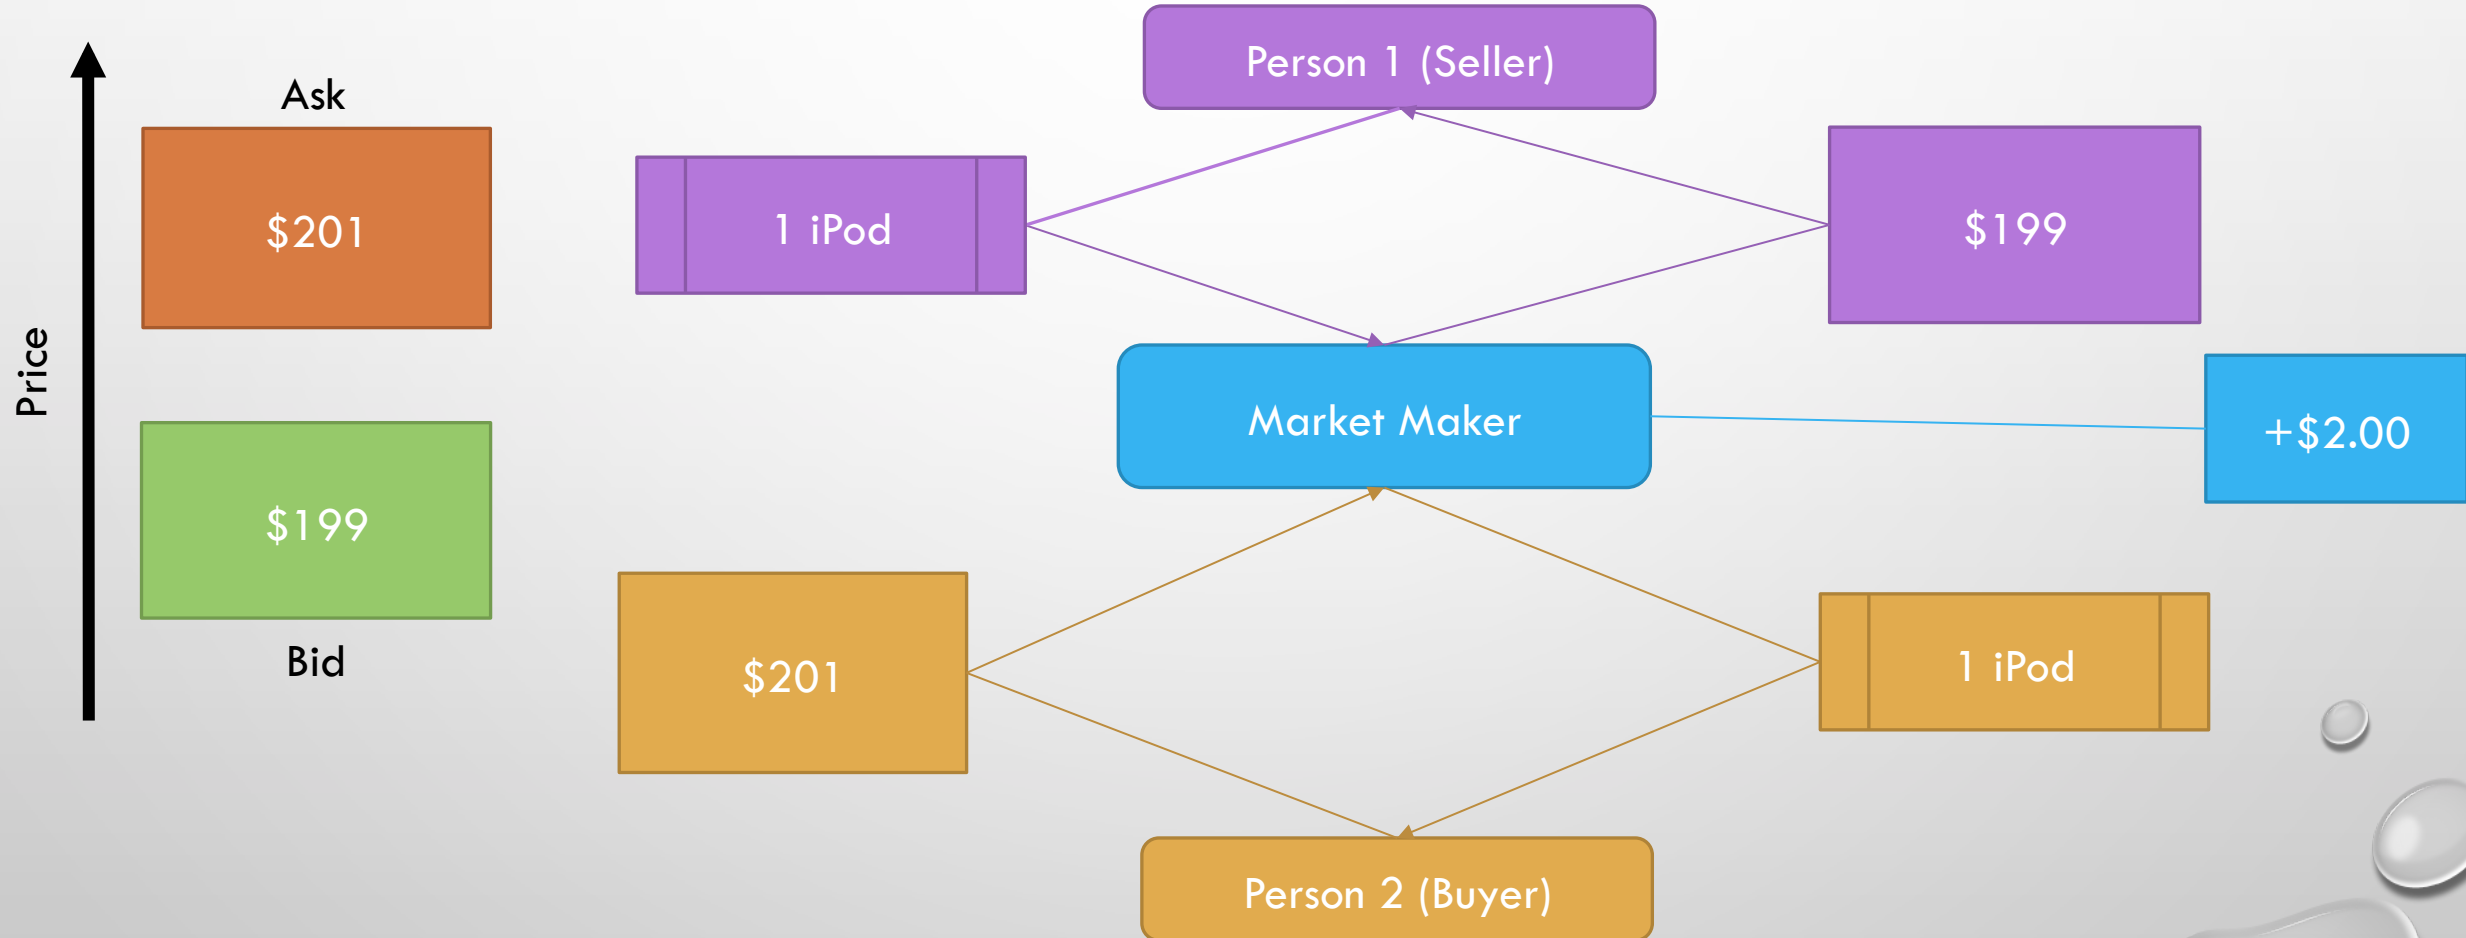 Price
Ask
$201
$199
Bid
Person 1 (Seller)
1 iPod
$199
Market Maker
+$2.00
$201
1 iPod
Person 2 (Buyer)